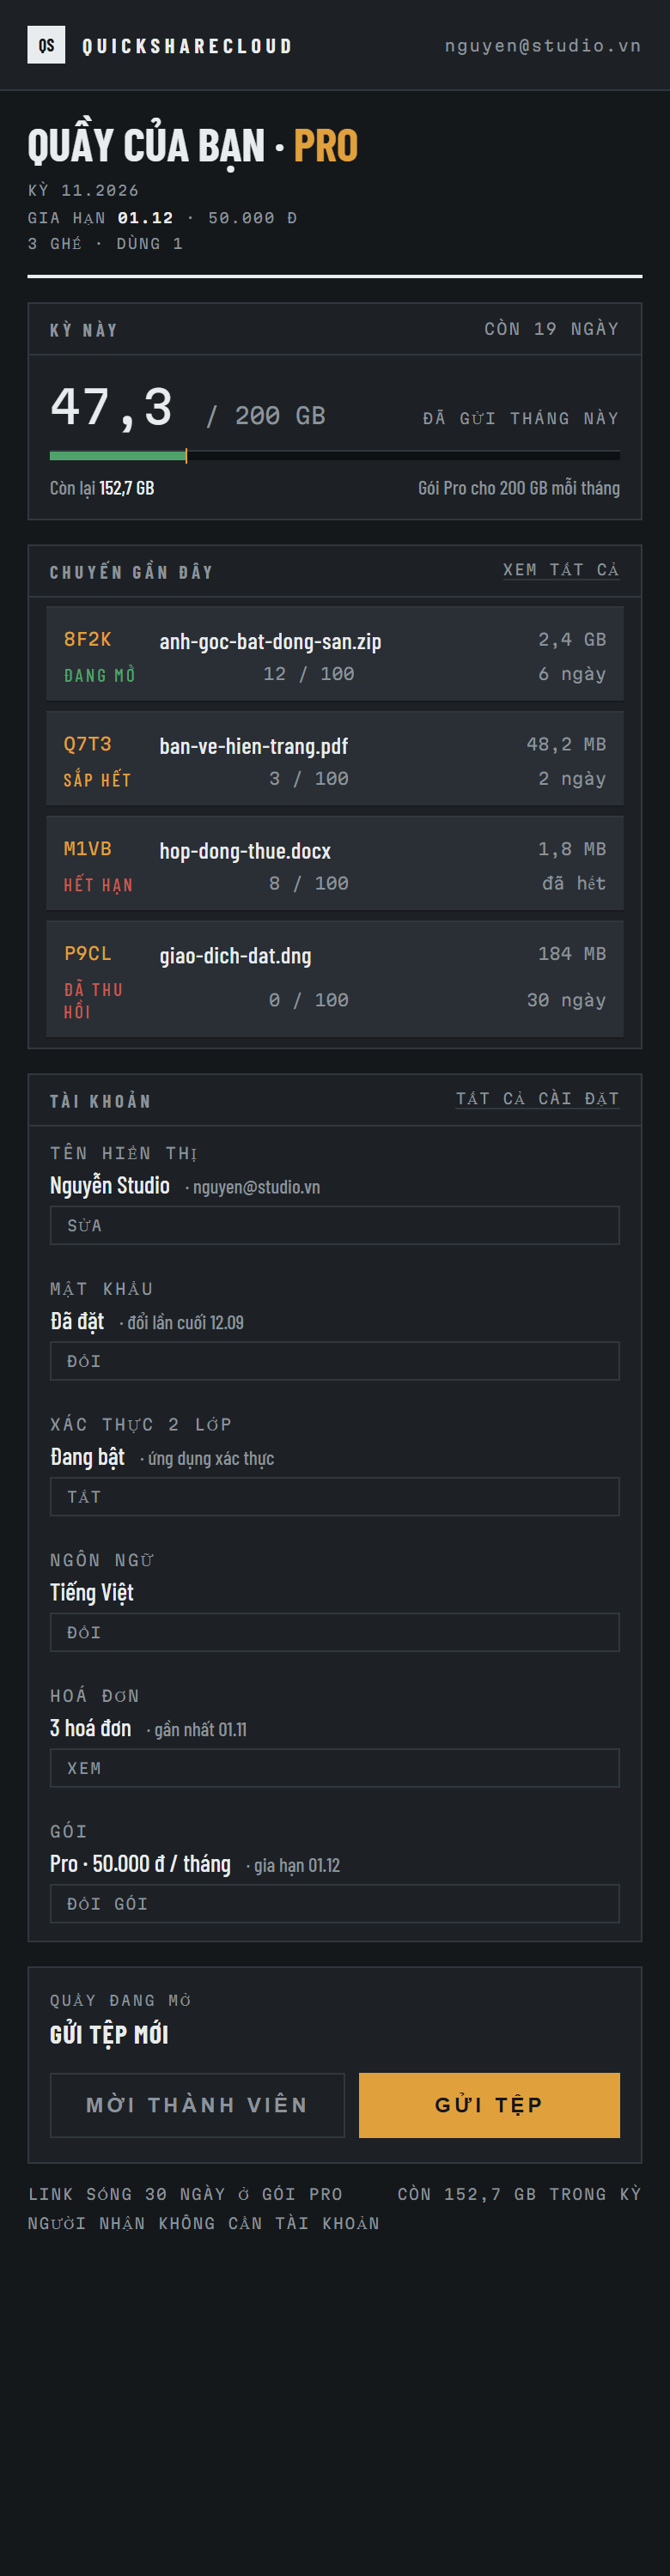 QS QUICKSHARECLOUD nguyen@studio.vn
QUẦY CỦA BẠN · PRO
KỲ 11.2026
GIA HẠN 01.12 · 50.000 Đ
3 GHẾ · DÙNG 1
KỲ NÀY CÒN 19 NGÀY
47,3 / 200 GB ĐÃ GỬI THÁNG NÀY
Còn lại 152,7 GB Gói Pro cho 200 GB mỗi tháng
CHUYẾN GẦN ĐÂY XEM TẤT CẢ
8F2K anh-goc-bat-dong-san.zip 2,4 GB
ĐANG MỞ 12 / 100 6 ngày
Q7T3 ban-ve-hien-trang.pdf 48,2 MB
SẮP HẾT 3 / 100 2 ngày
M1VB hop-dong-thue.docx 1,8 MB
HẾT HẠN 8 / 100 đã hết
P9CL giao-dich-dat.dng 184 MB
ĐÃ THU HỒI 0 / 100 30 ngày
TÀI KHOẢN TẤT CẢ CÀI ĐẶT
TÊN HIỂN THỊ
Nguyễn Studio · nguyen@studio.vn
SỬA
MẬT KHẨU
Đã đặt · đổi lần cuối 12.09
ĐỔI
XÁC THỰC 2 LỚP
Đang bật · ứng dụng xác thực
TẮT
NGÔN NGỮ
Tiếng Việt
ĐỔI
HOÁ ĐƠN
3 hoá đơn · gần nhất 01.11
XEM
GÓI
Pro · 50.000 đ / tháng · gia hạn 01.12
ĐỔI GÓI
QUẦY ĐANG MỞ
GỬI TỆP MỚI
MỜI THÀNH VIÊN GỬI TỆP
LINK SỐNG 30 NGÀY Ở GÓI PRO CÒN 152,7 GB TRONG KỲ
NGƯỜI NHẬN KHÔNG CẦN TÀI KHOẢN